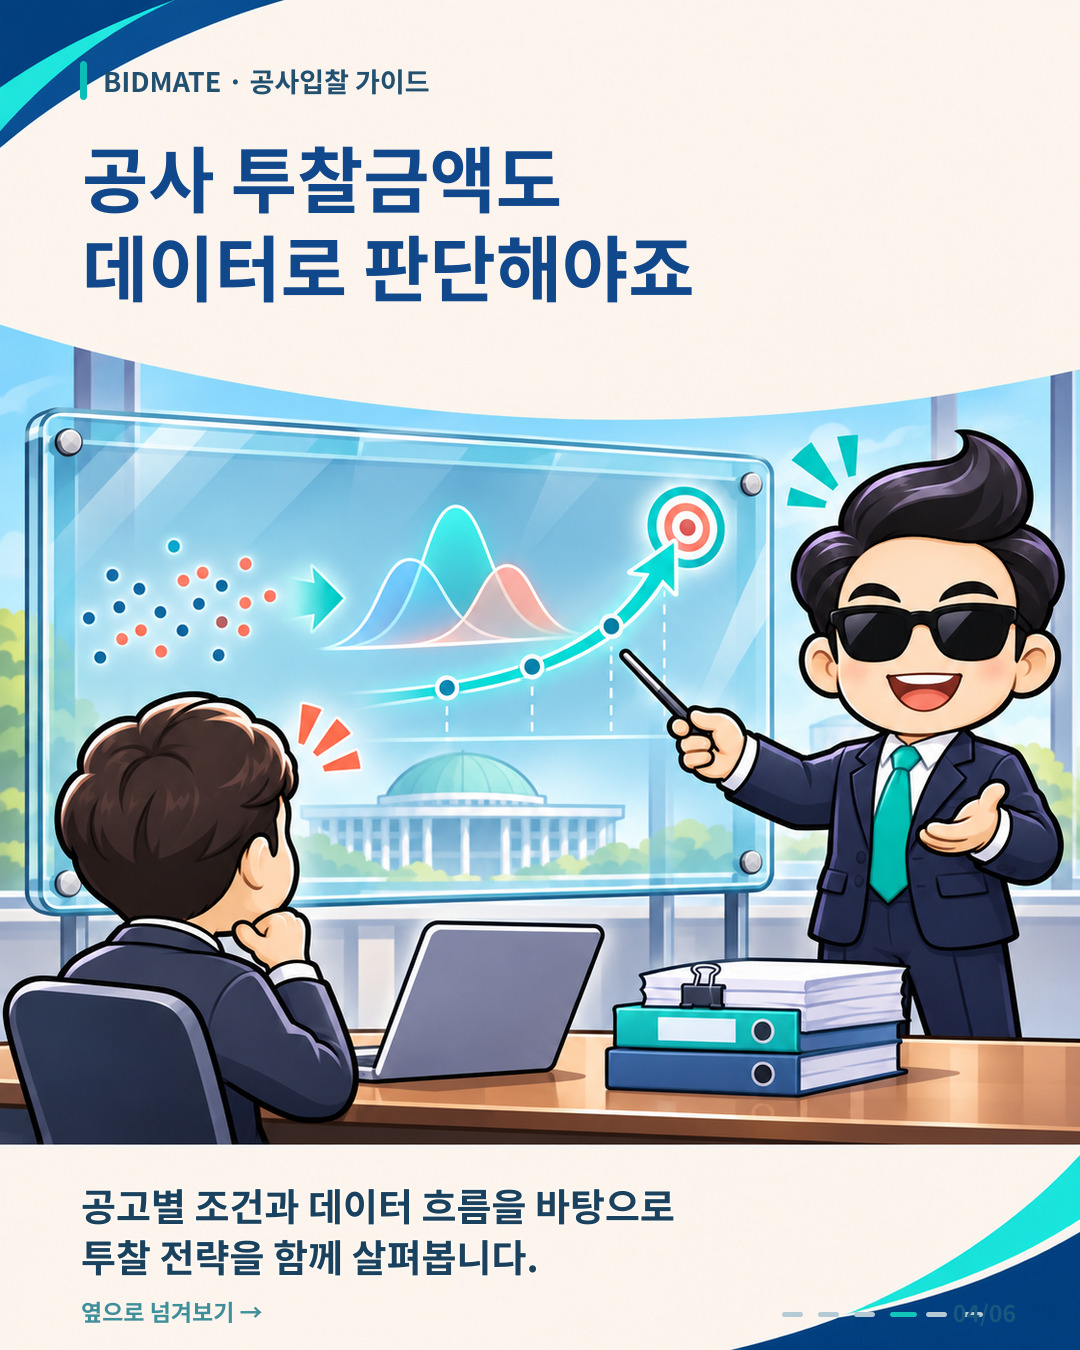 BIDMATE · 공사입찰 가이드
공사 투찰금액도
데이터로 판단해야죠
공고별 조건과 데이터 흐름을 바탕으로
투찰 전략을 함께 살펴봅니다.
옆으로 넘겨보기 →
04/06